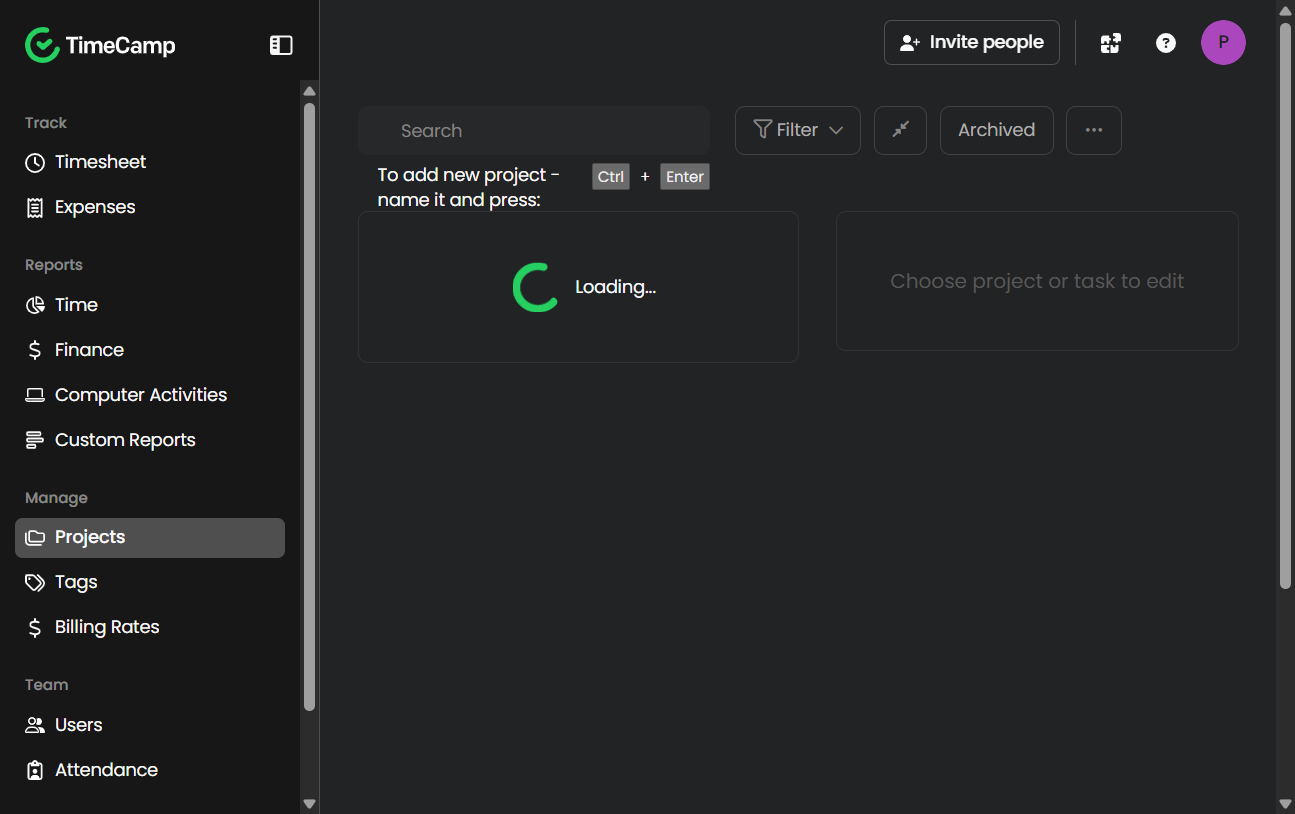 TimeCamp
Invite people
P
Track
Timesheet
Expenses
Reports
Time
Finance
Computer Activities
Custom Reports
Manage
Projects
Tags
Billing Rates
Team
Users
Attendance
Search
Filter
Archived
To add new project -
name it and press:
Ctrl + Enter
Loading...
Choose project or task to edit